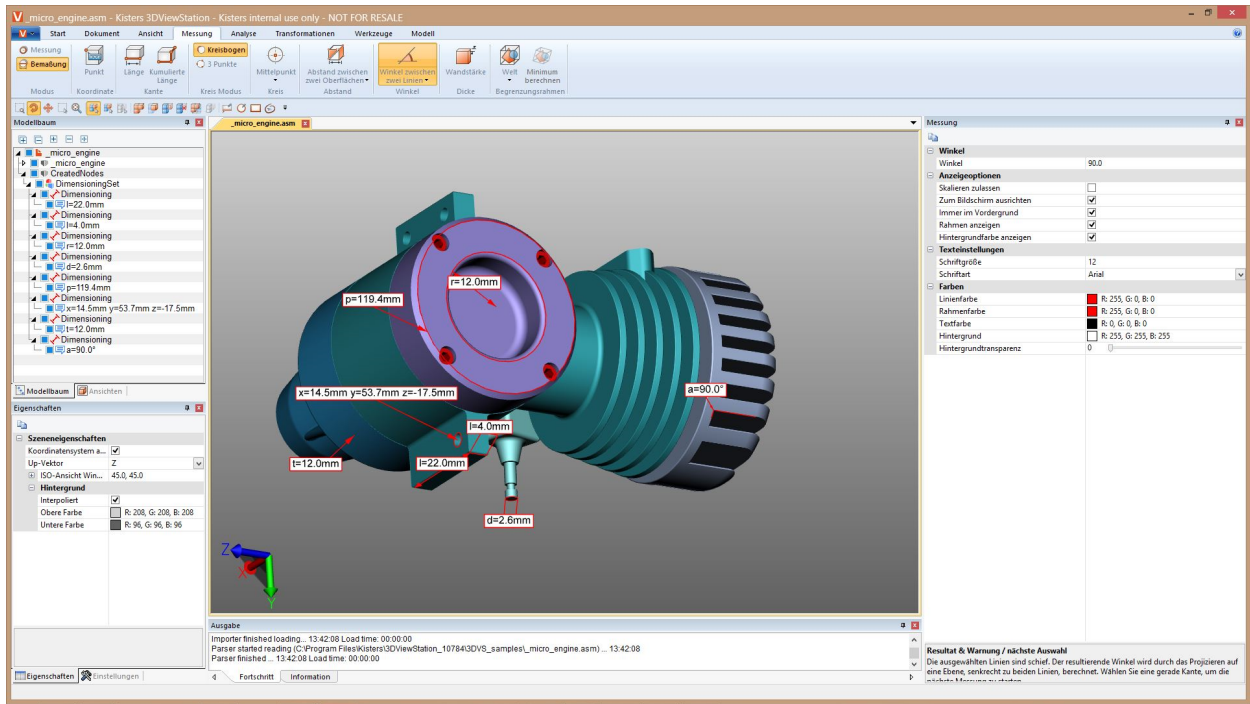 _micro_engine.asm - Kisters 3DViewStation - Kisters internal use only - NOT FOR RESALE
Start Dokument Ansicht Messung Analyse Transformationen Werkzeuge Modell
Messung
Bemaßung
Modus
Punkt
Koordinate
Länge Kumulierte Länge
Kante
Kreisbogen
3 Punkte
Kreis Modus
Mittelpunkt
Kreis
Abstand zwischen zwei Oberflächen
Abstand
Winkel zwischen zwei Linien
Winkel
Wandstärke
Dicke
Welt Minimum berechnen
Begrenzungsrahmen
Modellbaum
_micro_engine
_micro_engine
CreatedNodes
DimensioningSet
Dimensioning
l=22.0mm
Dimensioning
l=4.0mm
Dimensioning
r=12.0mm
Dimensioning
d=2.6mm
Dimensioning
p=119.4mm
Dimensioning
x=14.5mm y=53.7mm z=-17.5mm
Dimensioning
t=12.0mm
Dimensioning
a=90.0°
Modellbaum Ansichten
Eigenschaften
Szeneneigenschaften
Koordinatensystem a...
Up-Vektor Z
ISO-Ansicht Win... 45.0, 45.0
Hintergrund
Interpoliert
Obere Farbe R: 208, G: 208, B: 208
Untere Farbe R: 96, G: 96, B: 96
Eigenschaften Einstellungen
_micro_engine.asm
r=12.0mm
p=119.4mm
x=14.5mm y=53.7mm z=-17.5mm
a=90.0°
l=4.0mm
t=12.0mm
l=22.0mm
d=2.6mm
Z
X
Y
Ausgabe
Importer finished loading... 13:42:08 Load time: 00:00:00
Parser started reading (C:\Program Files\Kisters\3DViewStation_10784\3DVS_samples\_micro_engine.asm) ... 13:42:08
Parser finished ... 13:42:08 Load time: 00:00:00
Fortschritt Information
Messung
Winkel
Winkel 90.0
Anzeigeoptionen
Skalieren zulassen
Zum Bildschirm ausrichten
Immer im Vordergrund
Rahmen anzeigen
Hintergrundfarbe anzeigen
Texteinstellungen
Schriftgröße 12
Schriftart Arial
Farben
Linienfarbe R: 255, G: 0, B: 0
Rahmenfarbe R: 255, G: 0, B: 0
Textfarbe R: 0, G: 0, B: 0
Hintergrund R: 255, G: 255, B: 255
Hintergrundtransparenz 0
Resultat & Warnung / nächste Auswahl
Die ausgewählten Linien sind schief. Der resultierende Winkel wird durch das Projizieren auf
eine Ebene, senkrecht zu beiden Linien, berechnet. Wählen Sie eine gerade Kante, um die